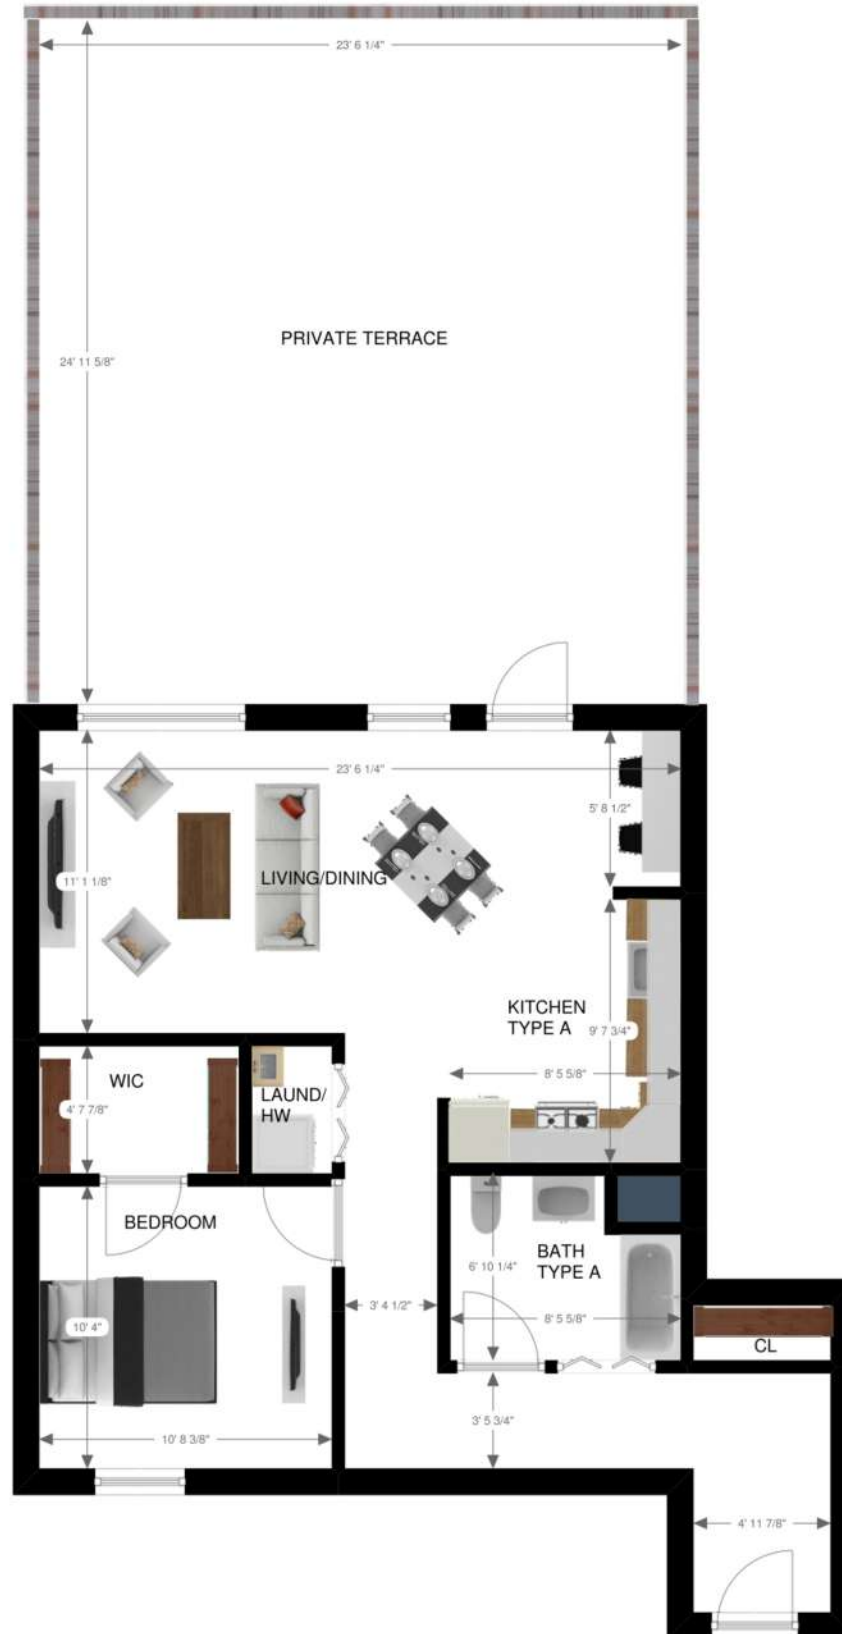 23' 6 1/4"
PRIVATE TERRACE
24' 11 5/8"
23' 6 1/4"
5' 8 1/2"
11' 1 1/8"
LIVING/DINING
KITCHEN
TYPE A
9' 7 3/4"
8' 5 5/8"
WIC
4' 7 7/8"
LAUND/
HW
BEDROOM
BATH
TYPE A
6' 10 1/4"
3' 4 1/2"
8' 5 5/8"
10' 4"
CL
3' 5 3/4"
10' 8 3/8"
4' 11 7/8"